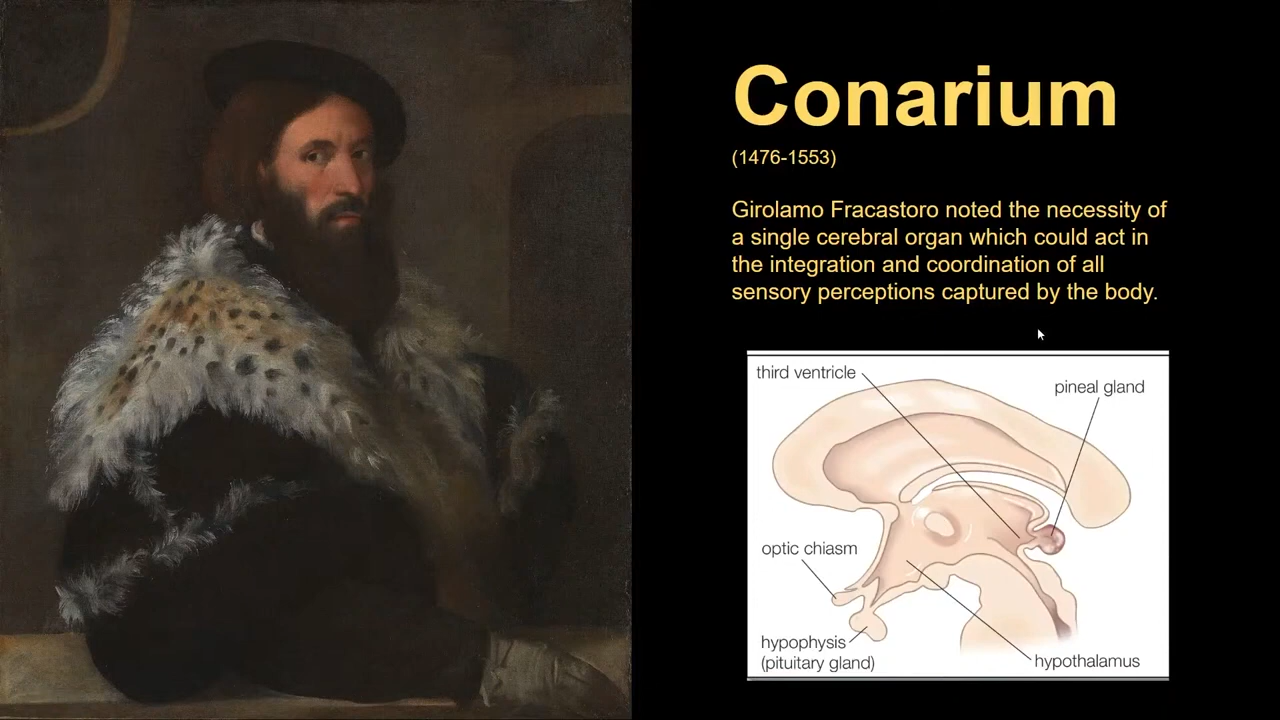 Conarium
(1476-1553)
Girolamo Fracastoro noted the necessity of
a single cerebral organ which could act in
the integration and coordination of all
sensory perceptions captured by the body.
third ventricle
pineal gland
optic chiasm
hypophysis
(pituitary gland)
hypothalamus